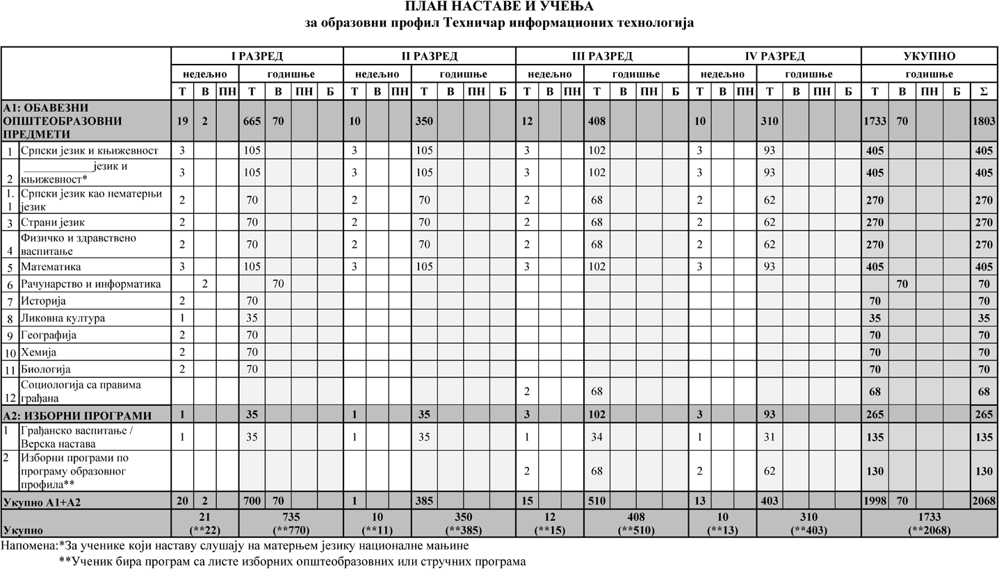 ПЛАН НАСТАВЕ И УЧЕЊА
за образовни профил Техничар информационих технологија
I РАЗРЕД II РАЗРЕД III РАЗРЕД IV РАЗРЕД УКУПНО
недељно годишње недељно годишње недељно годишње недељно годишње годишње
Т В ПН Т В ПН Б Т В ПН Т В ПН Б Т В ПН Т В ПН Б Т В ПН Т В ПН Б Т В ПН Б Σ
А1: ОБАВЕЗНИ
ОПШТЕОБРАЗОВНИ
ПРЕДМЕТИ
19 2 665 70 10 350 12 408 10 310 1733 70 1803
1 Српски језик и књижевност 3 105 3 105 3 102 3 93 405 405
2 ____________језик и
књижевност* 3 105 3 105 3 102 3 93 405 405
1.
1 Српски језик као нематерњи
језик 2 70 2 70 2 68 2 62 270 270
3 Страни језик 2 70 2 70 2 68 2 62 270 270
4 Физичко и здравствено
васпитање 2 70 2 70 2 68 2 62 270 270
5 Математика 3 105 3 105 3 102 3 93 405 405
6 Рачунарство и информатика 2 70 70 70
7 Историја 2 70 70 70
8 Ликовна култура 1 35 35 35
9 Географија 2 70 70 70
10 Хемија 2 70 70 70
11 Биологија 2 70 70 70
12 Социологија са правима
грађана 2 68 68 68
А2: ИЗБОРНИ ПРОГРАМИ 1 35 1 35 3 102 3 93 265 265
1 Грађанско васпитање /
Верска настава 1 35 1 35 1 34 1 31 135 135
2 Изборни програми по
програму образовног
профила** 2 68 2 62 130 130
Укупно А1+А2 20 2 700 70 1 385 15 510 13 403 1998 70 2068
Укупно 21 735 10 350 12 408 10 310 1733
(**22) (**770) (**11) (**385) (**15) (**510) (**13) (**403) (**2068)
Напомена:*За ученике који наставу слушају на матерњем језику националне мањине
**Ученик бира програм са листе изборних општеобразовних или стручних програма